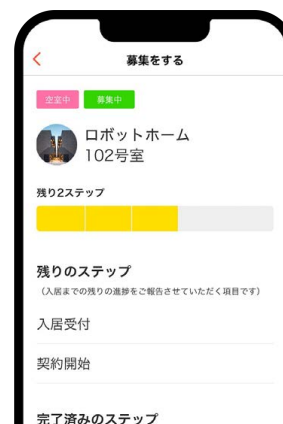 募集をする
空室中 募集中
ロボットホーム
102号室
残り2ステップ
残りのステップ
(入居までの残りの進捗をご報告させていただく項目です)
入居受付
契約開始
完了済みのステップ